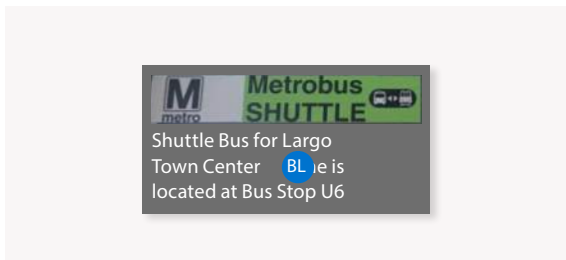 M
metro
Metrobus
SHUTTLE
Shuttle Bus for Largo
Town Center BL e is
located at Bus Stop U6